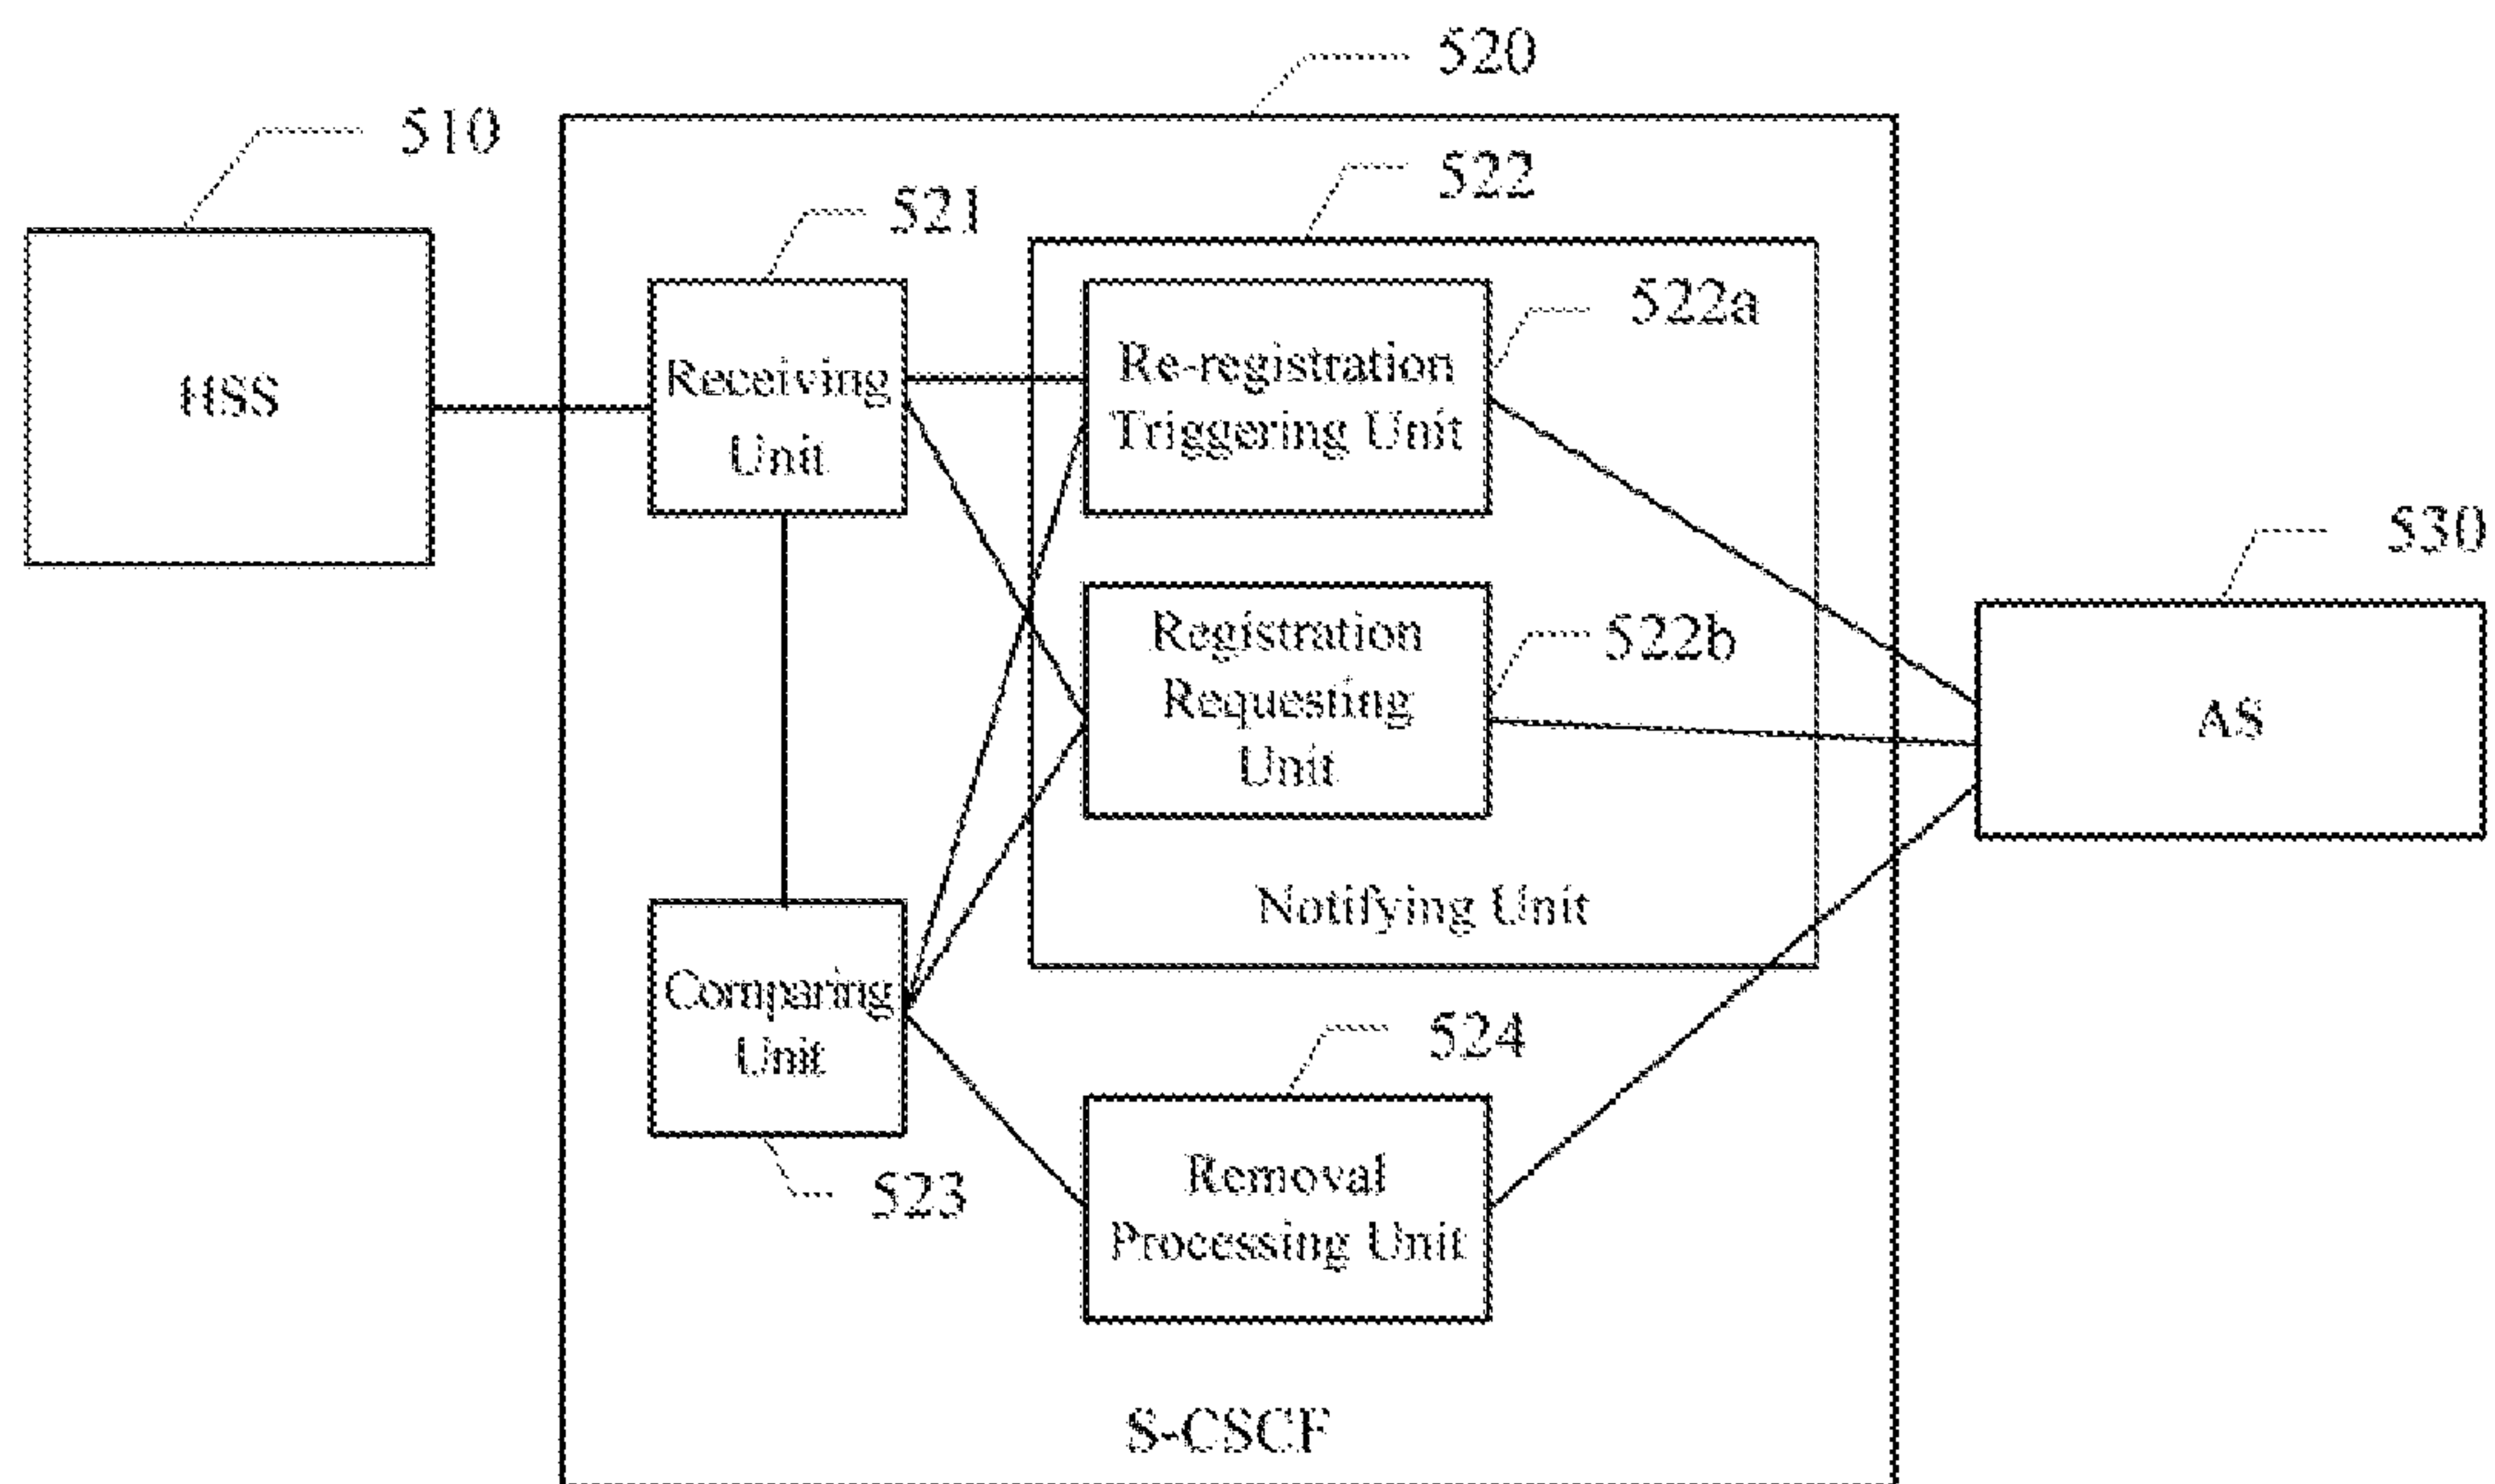 520
510
522
521
522a
HSS
Receiving
Unit
Re-registration
Triggering Unit
530
Registration
Requesting
Unit
522b
AS
Notifying Unit
Comparing
Unit
524
523
Removal
Processing Unit
S-CSCF